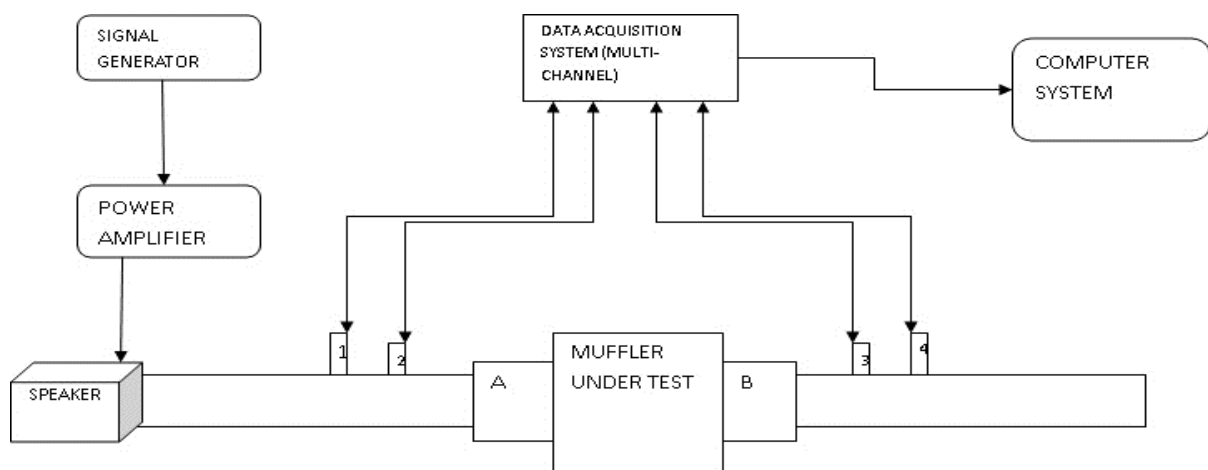 SIGNAL
GENERATOR
DATA ACQUISITION
SYSTEM (MULTI-
CHANNEL)
COMPUTER
SYSTEM
POWER
AMPLIFIER
1
2
3
4
SPEAKER
A
MUFFLER
UNDER TEST
B